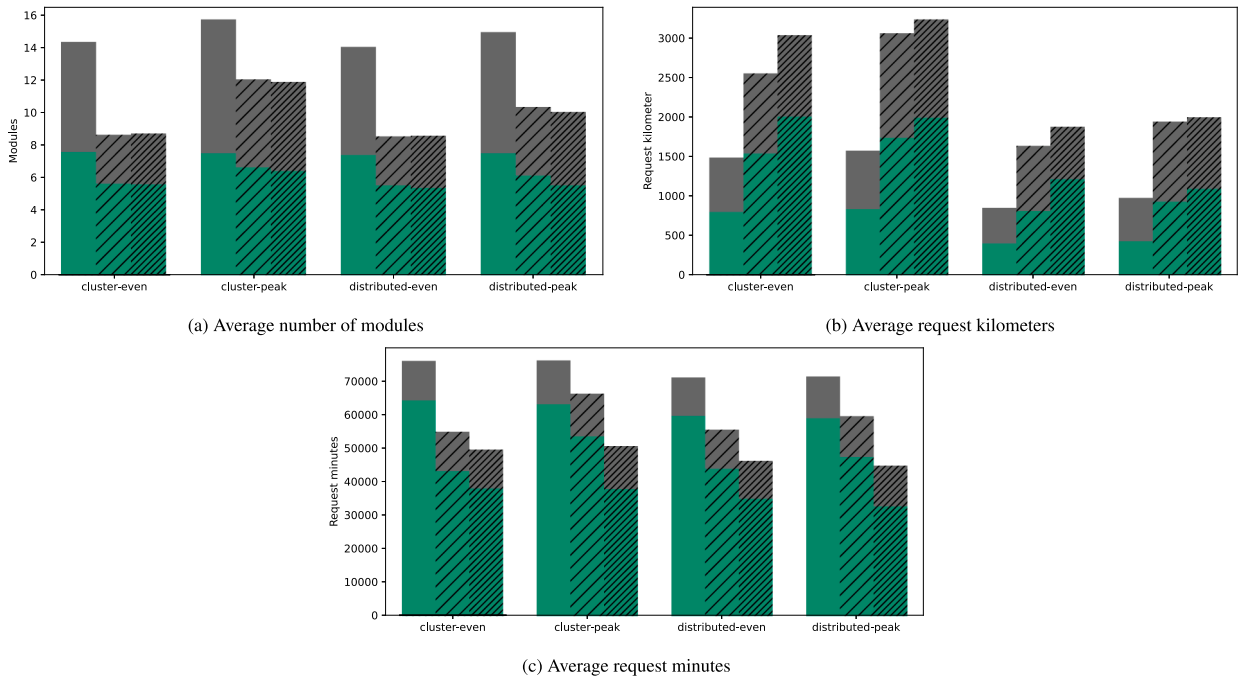 16
14
12
10
8
6
4
2
0
Modules
cluster-even
cluster-peak
distributed-even
distributed-peak
(a) Average number of modules
3000
2500
2000
1500
1000
500
0
Request kilometer
cluster-even
cluster-peak
distributed-even
distributed-peak
(b) Average request kilometers
70000
60000
50000
40000
30000
20000
10000
0
Request minutes
cluster-even
cluster-peak
distributed-even
distributed-peak
(c) Average request minutes